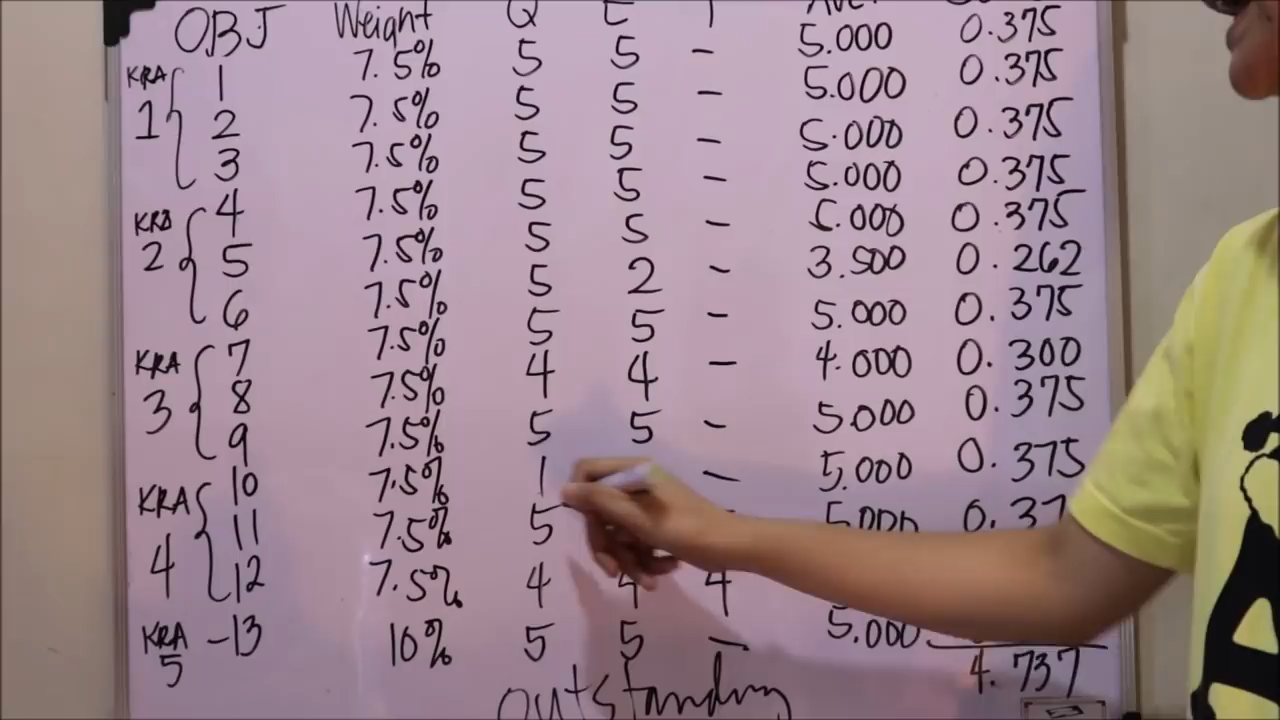 OBJ Weight Q E
KRA 1 1 7.5% 5 5 - 5.000 0.375
2 7.5% 5 5 - 5.000 0.375
3 7.5% 5 5 - 5.000 0.375
KRA 2 4 7.5% 5 5 - 5.000 0.375
5 7.5% 5 5 - 5.000 0.375
6 7.5% 5 2 - 3.500 0.262
KRA 3 7 7.5% 5 5 - 5.000 0.375
8 7.5% 4 4 - 4.000 0.300
9 7.5% 5 5 - 5.000 0.375
KRA 4 10 7.5% 1 - 5.000 0.375
11 7.5% 5 - 5.000 0.37
12 7.5% 4 4 4
KRA 5 -13 10% 5 5 - 5.000
4.737
Outstanding